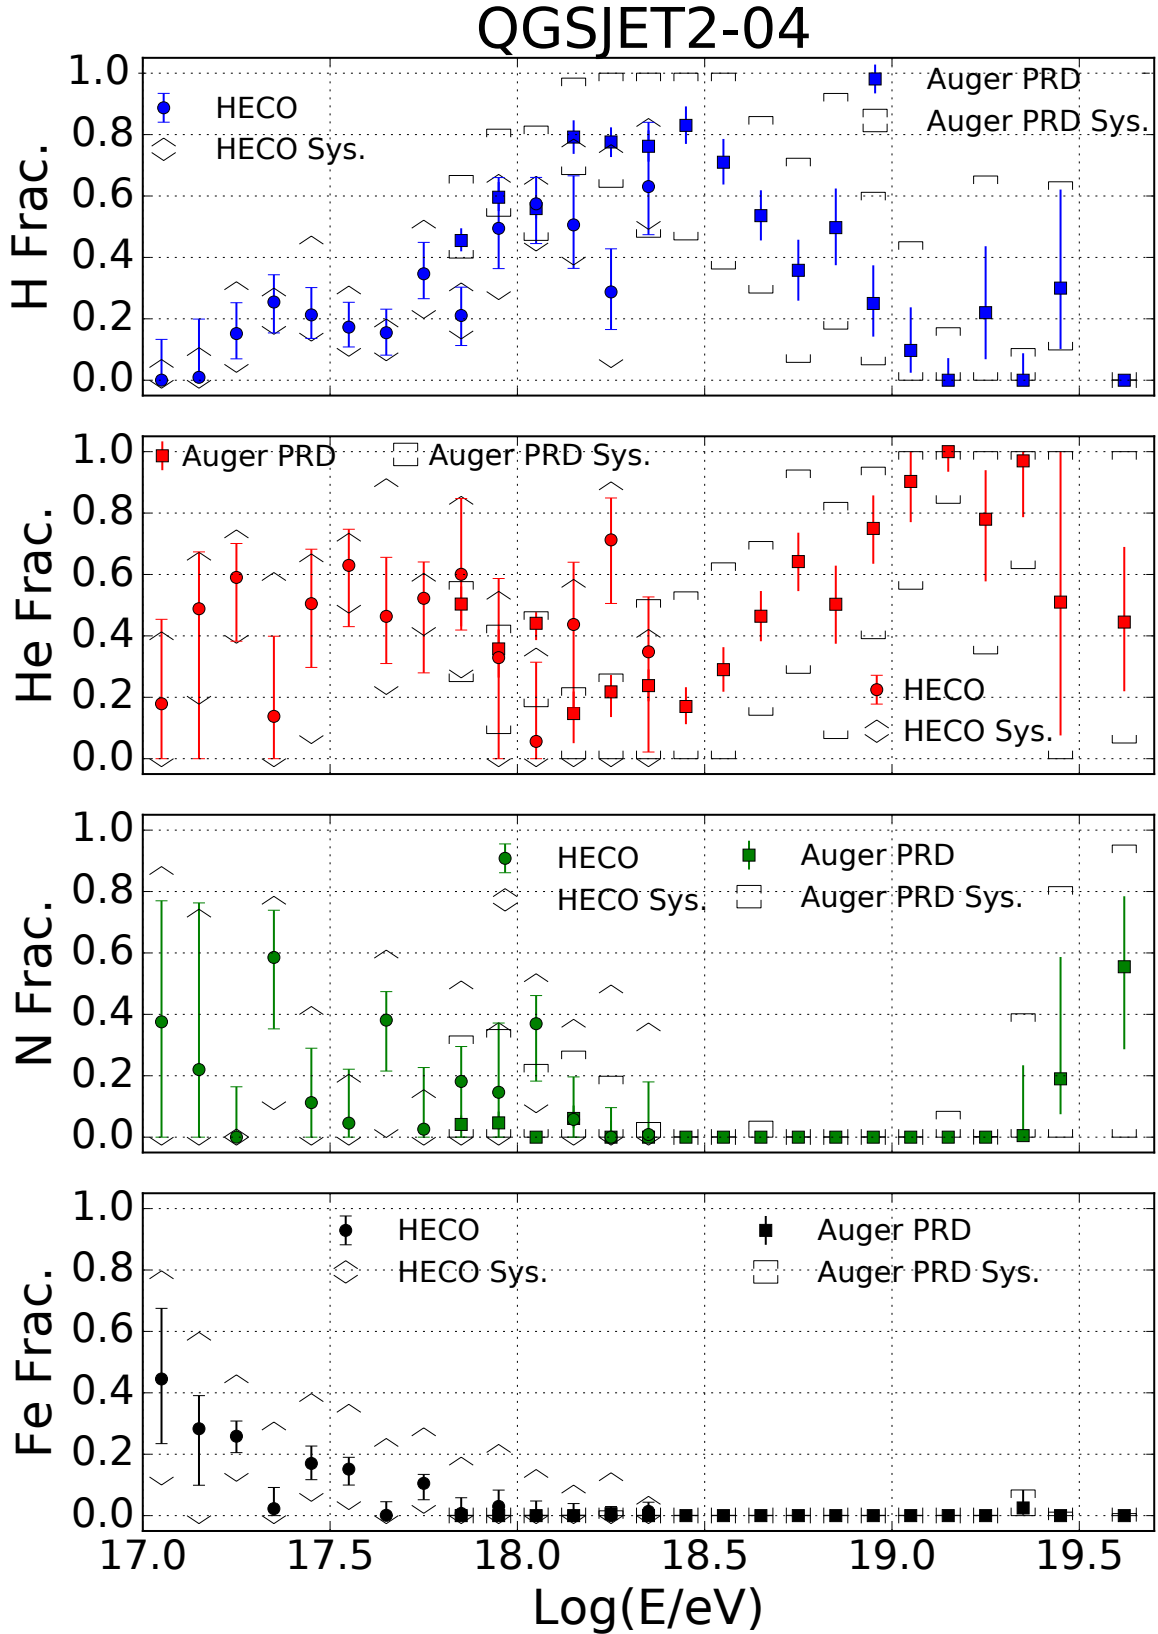 QGSJET2-04
H Frac.
1.0
0.8
0.6
0.4
0.2
0.0
HECO
HECO Sys.
Auger PRD
Auger PRD Sys.
He Frac.
1.0
0.8
0.6
0.4
0.2
0.0
Auger PRD
Auger PRD Sys.
HECO
HECO Sys.
N Frac.
1.0
0.8
0.6
0.4
0.2
0.0
HECO
HECO Sys.
Auger PRD
Auger PRD Sys.
Fe Frac.
1.0
0.8
0.6
0.4
0.2
0.0
HECO
HECO Sys.
Auger PRD
Auger PRD Sys.
17.0 17.5 18.0 18.5 19.0 19.5
Log(E/eV)